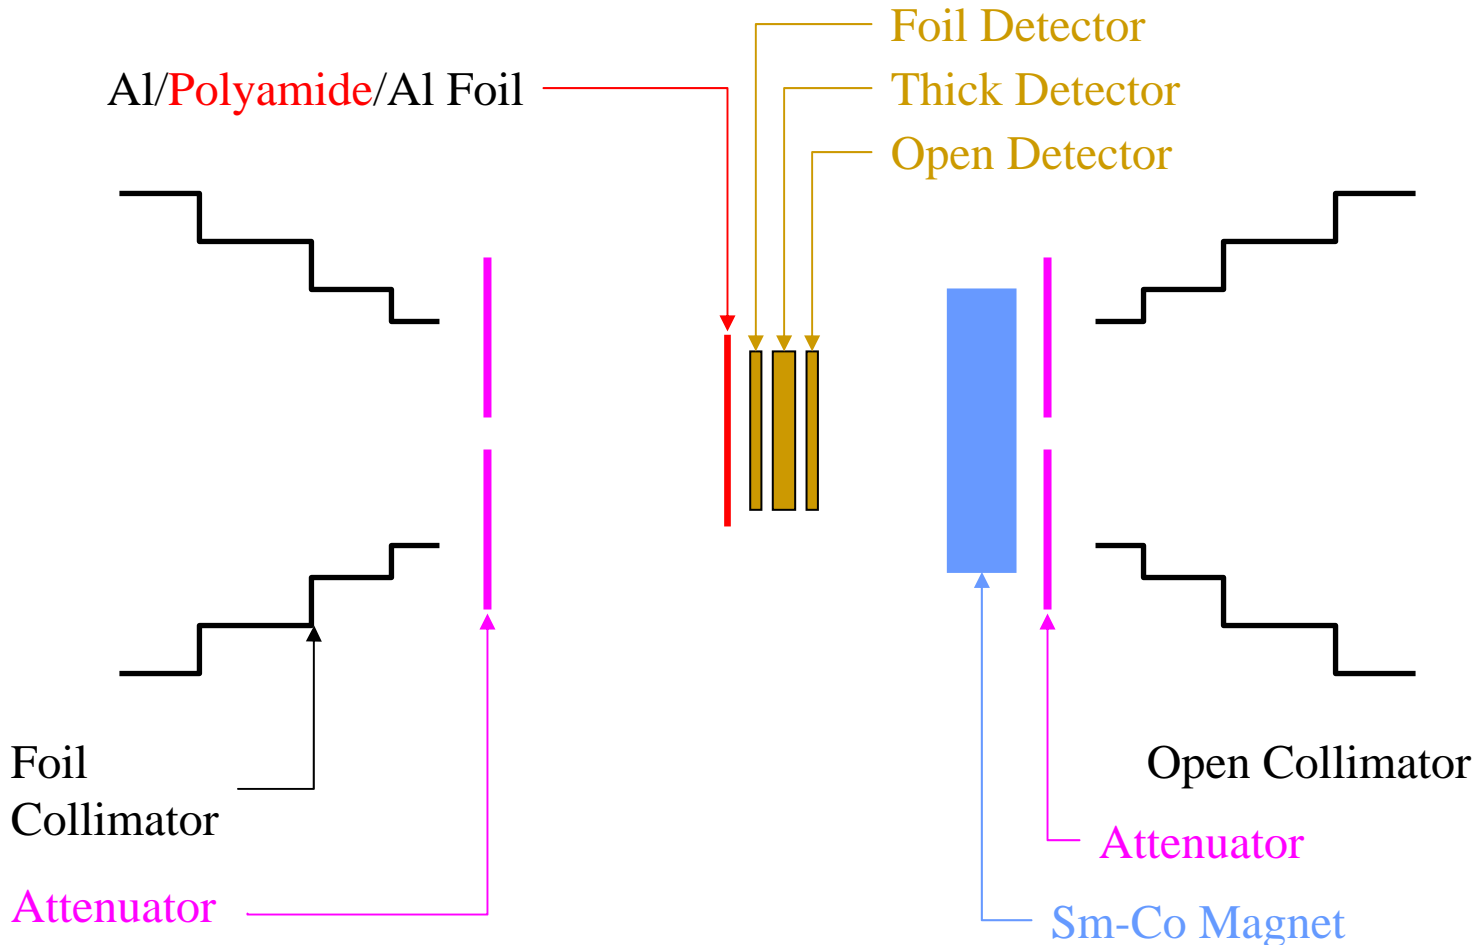 Foil Detector
Al/Polyamide/Al Foil
Thick Detector
Open Detector
Foil
Collimator
Open Collimator
Attenuator
Attenuator
Sm-Co Magnet